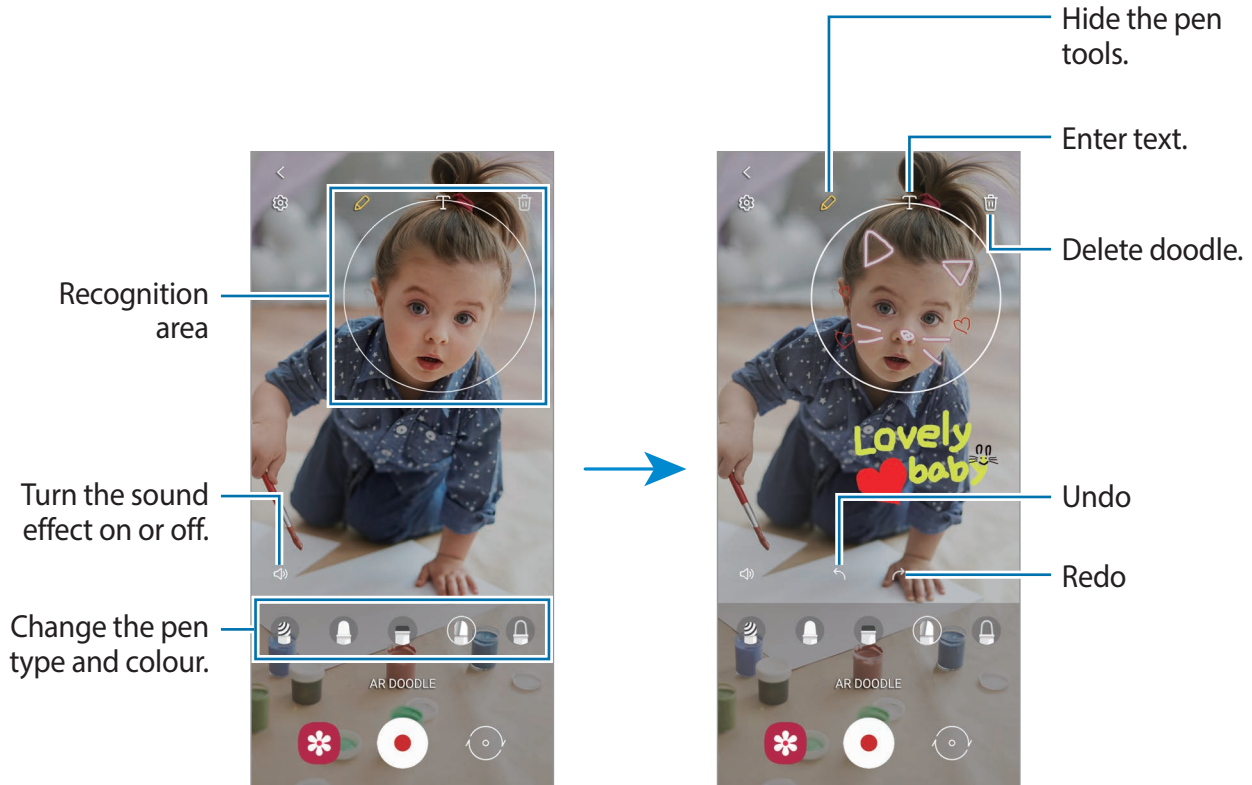 Hide the pen
tools.
Enter text.
Delete doodle.
Recognition
area
T
T
Lovely
baby
Turn the sound
effect on or off.
Undo
Redo
Change the pen
type and colour.
AR DOODLE
AR DOODLE